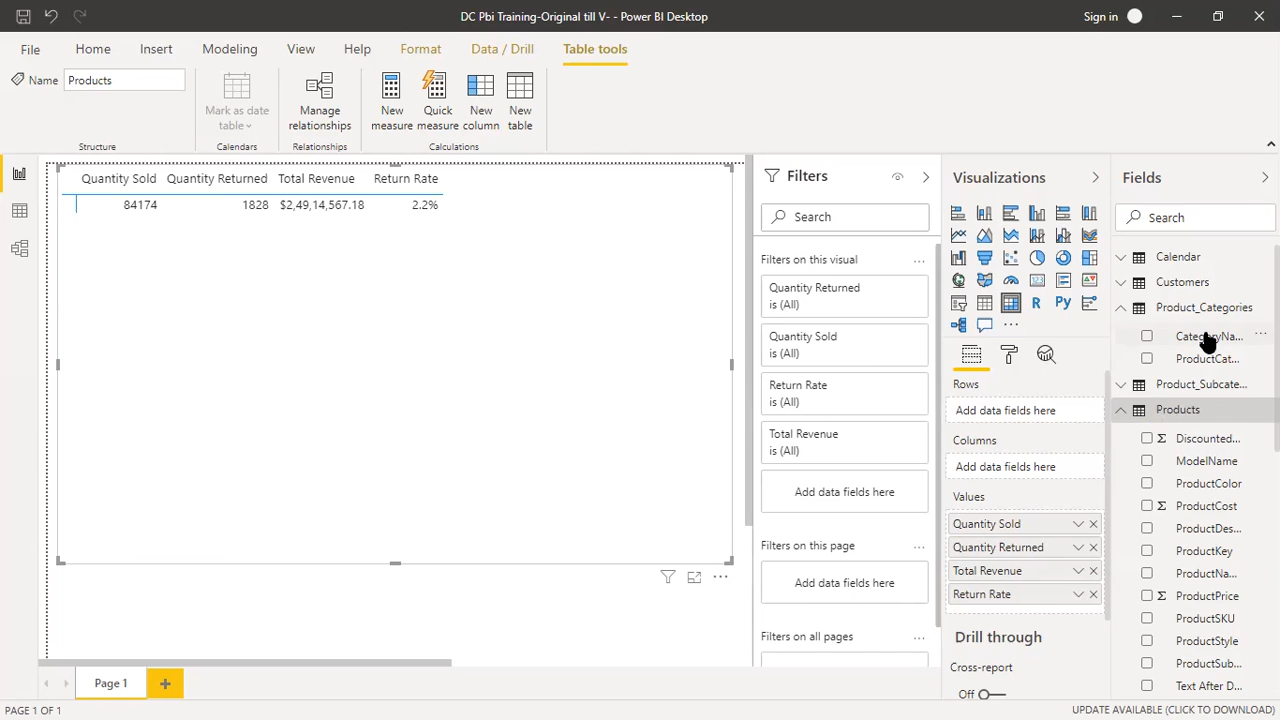 DC Pbi Training-Original till V- - Power BI Desktop
Sign in
File
Home
Insert
Modeling
View
Help
Format
Data / Drill
Table tools
Name
Products
Mark as date
table
Manage
relationships
New
measure
Quick
measure
New
column
New
table
Structure
Calendars
Relationships
Calculations
Quantity Sold
Quantity Returned
Total Revenue
Return Rate
84174
1828
$2,49,14,567.18
2.2%
Filters
Search
Filters on this visual
...
Quantity Returned
is (All)
Quantity Sold
is (All)
Return Rate
is (All)
Total Revenue
is (All)
Add data fields here
Filters on this page
...
Add data fields here
Filters on all pages
...
Visualizations
R
Py
...
Rows
Add data fields here
Columns
Add data fields here
Values
Quantity Sold
Quantity Returned
Total Revenue
Return Rate
Drill through
Cross-report
Off
Fields
Search
Calendar
Customers
Product_Categories
CategoryNa...
ProductCat...
Product_Subcate...
Products
Σ Discounted...
ModelName
ProductColor
Σ ProductCost
ProductDes...
ProductKey
ProductNa...
Σ ProductPrice
ProductSKU
ProductStyle
ProductSub...
Text After D...
Page 1
PAGE 1 OF 1
UPDATE AVAILABLE (CLICK TO DOWNLOAD)